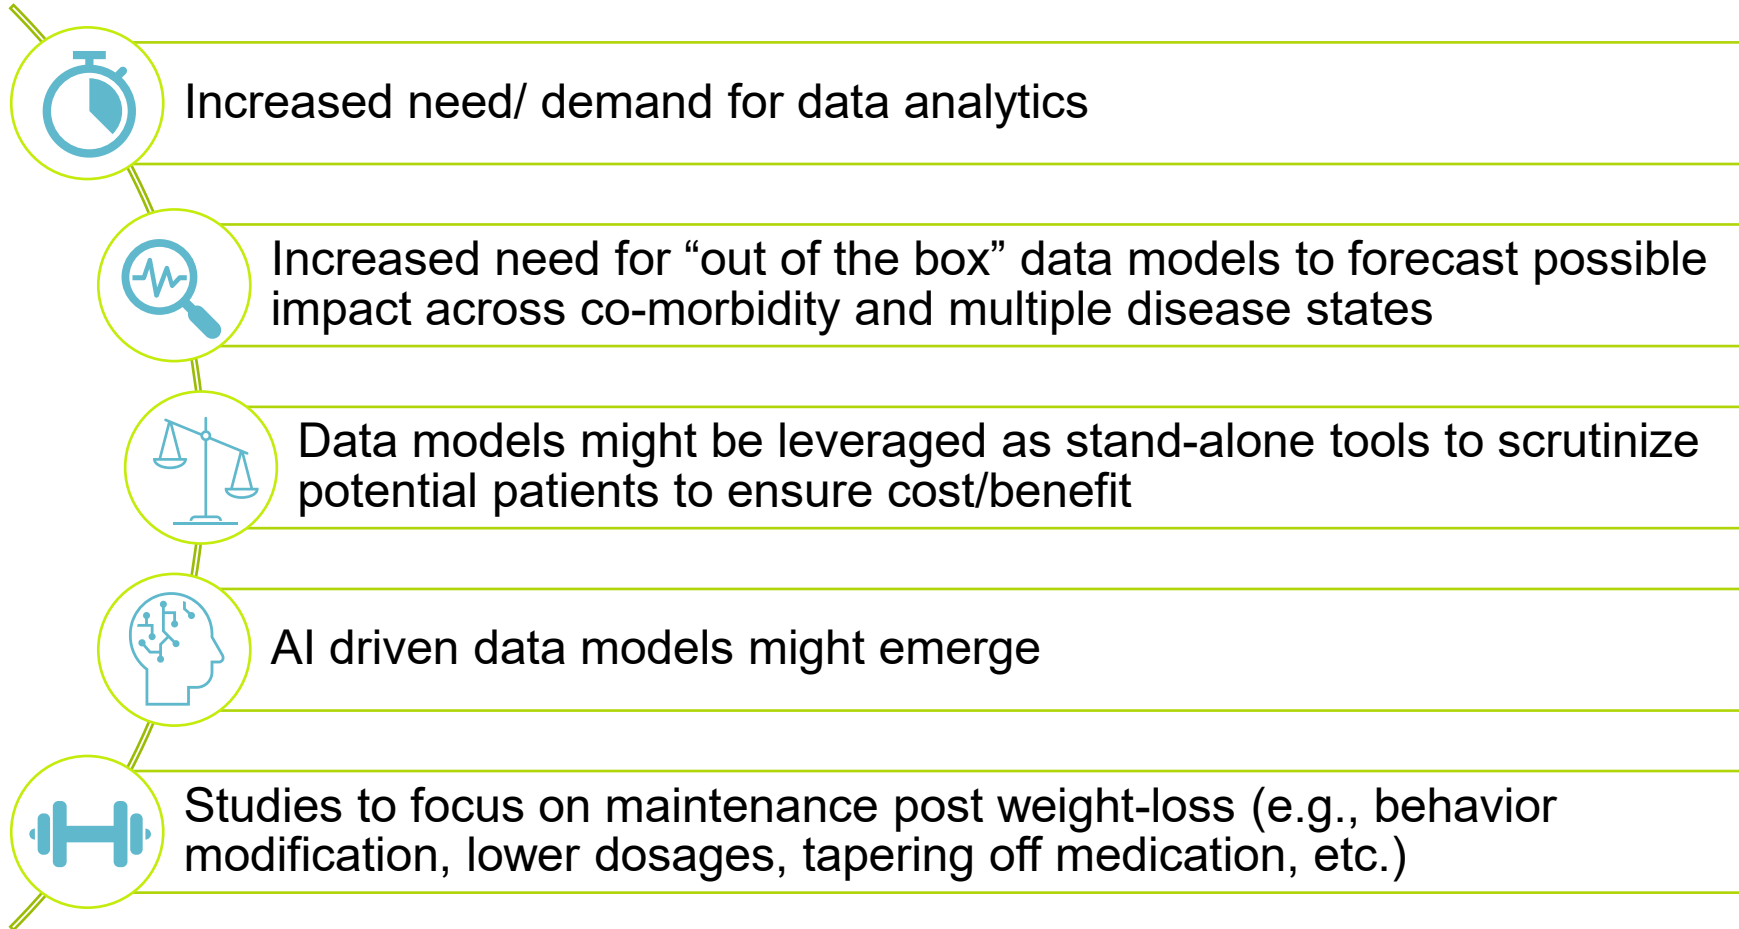 Increased need/ demand for data analytics
Increased need for “out of the box” data models to forecast possible
impact across co-morbidity and multiple disease states
Data models might be leveraged as stand-alone tools to scrutinize
potential patients to ensure cost/benefit
AI driven data models might emerge
Studies to focus on maintenance post weight-loss (e.g., behavior
modification, lower dosages, tapering off medication, etc.)